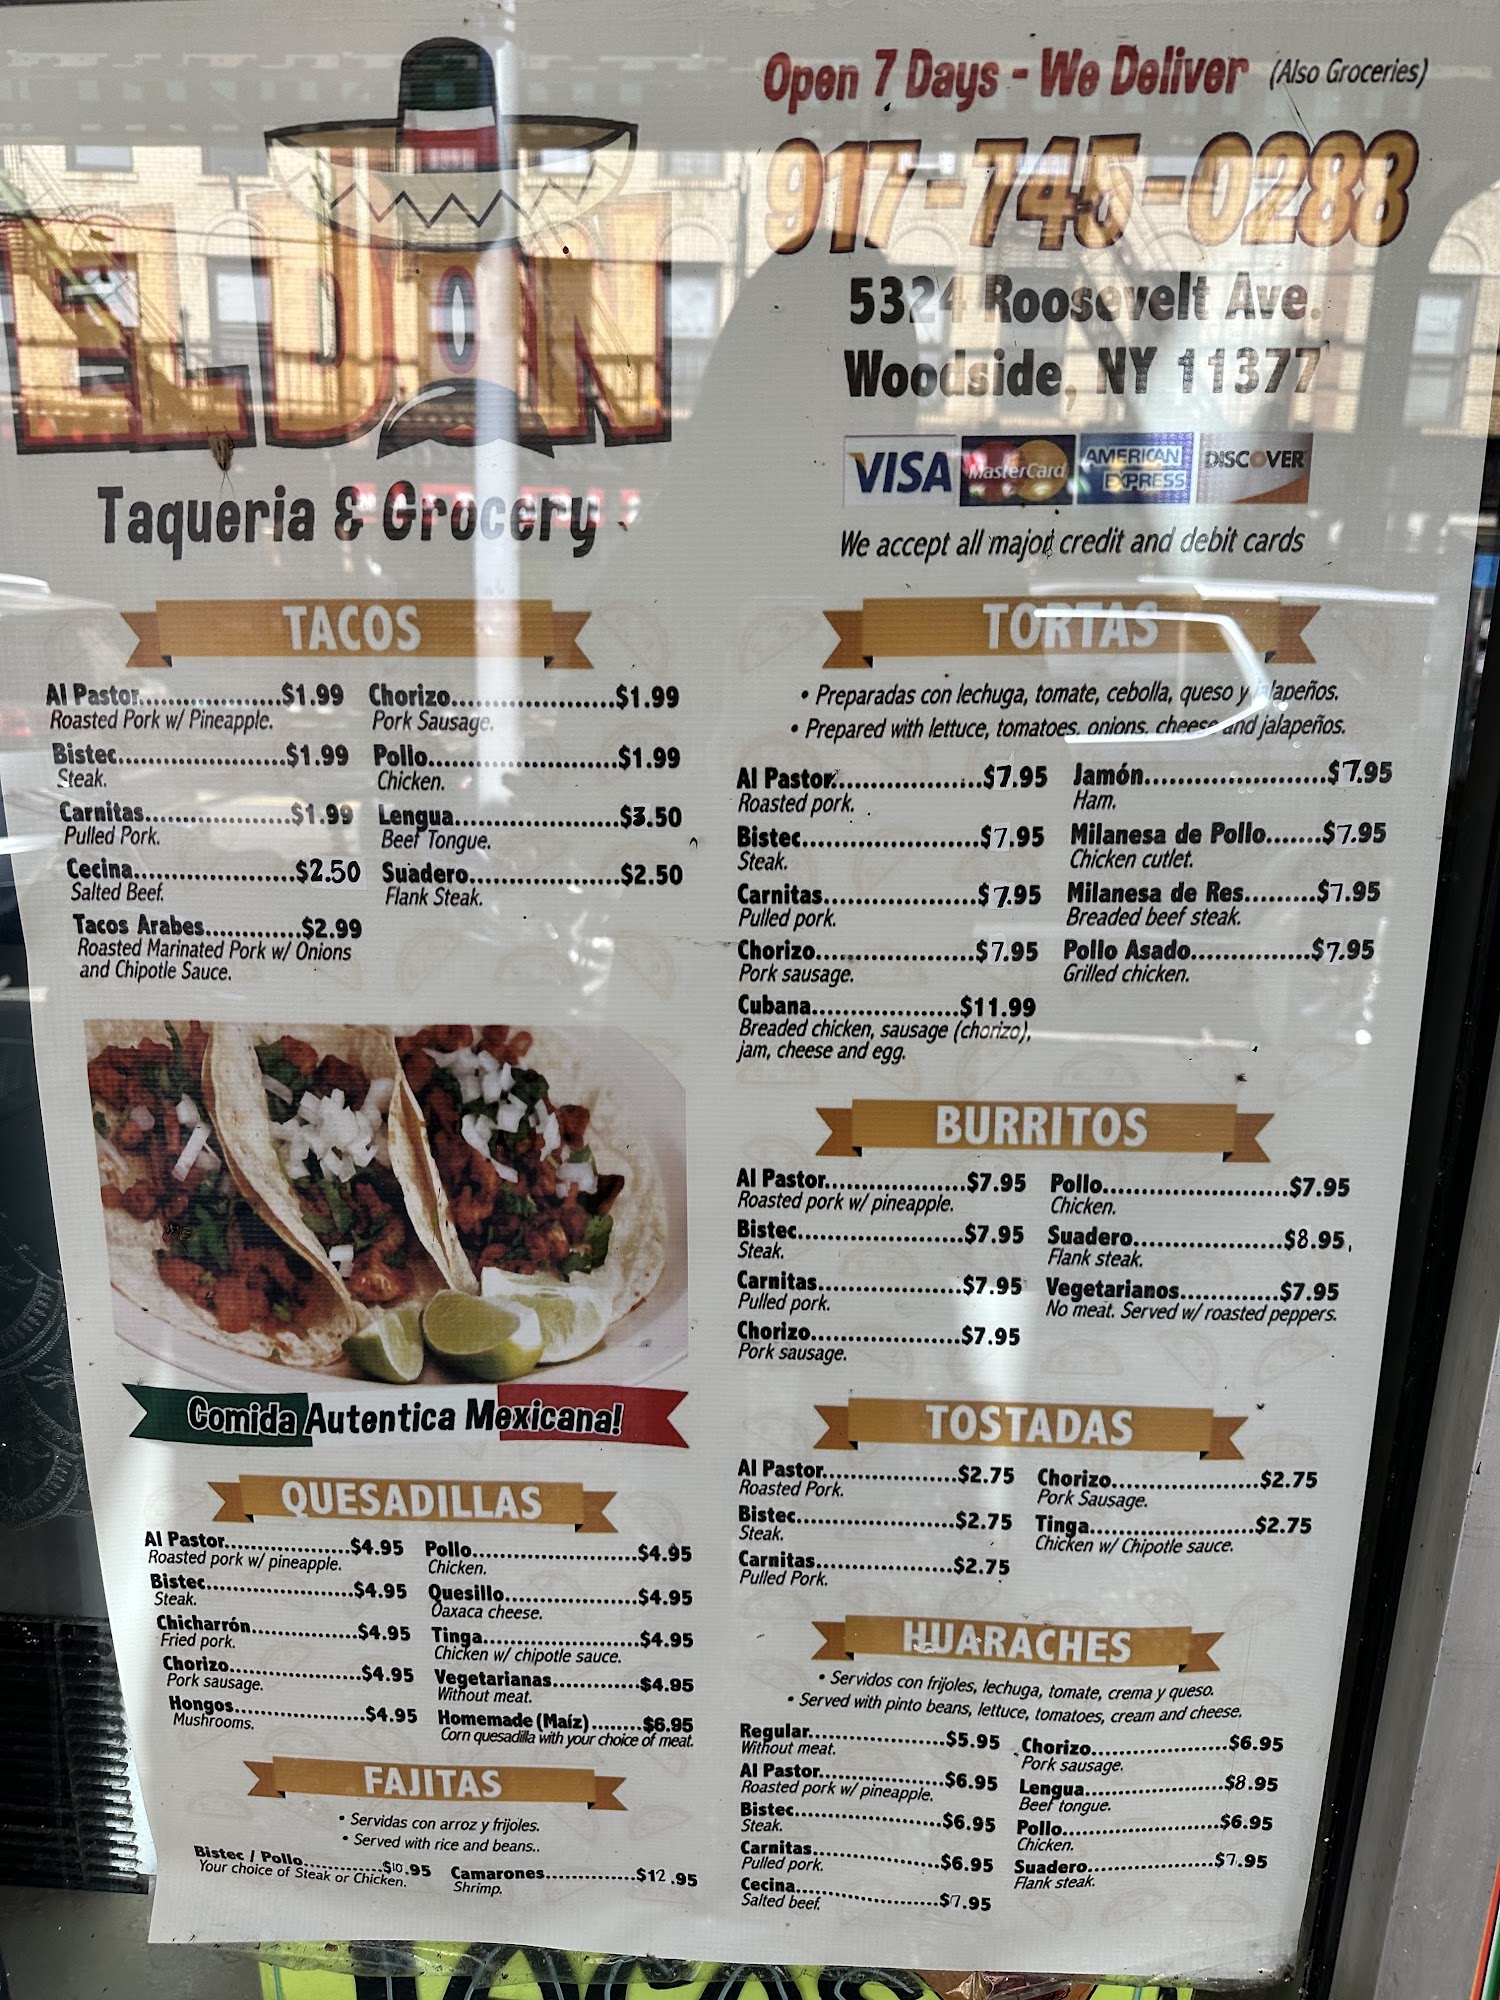 ELDON
Taqueria & Grocery
Open 7 Days - We Deliver (Also Groceries)
917-745-0288
5324 Roosevelt Ave.
Woodside, NY 11377
VISA MasterCard AMERICAN EXPRESS DISCOVER
We accept all major credit and debit cards
TACOS
Al Pastor.................$1.99
Roasted Pork w/ Pineapple.
Bistec.......................$1.99
Steak.
Carnitas....................$1.99
Pulled Pork.
Cecina......................$2.50
Salted Beef.
Tacos Arabes.............$2.99
Roasted Marinated Pork w/ Onions
and Chipotle Sauce.
Chorizo......................$1.99
Pork Sausage.
Pollo.........................$1.99
Chicken.
Lengua......................$3.50
Beef Tongue.
Suadero.....................$2.50
Flank Steak.
Comida Autentica Mexicana!
QUESADILLAS
Al Pastor...................$4.95
Roasted pork w/ pineapple.
Bistec.......................$4.95
Steak.
Chicharrón................$4.95
Fried pork.
Chorizo.....................$4.95
Pork sausage.
Hongos.....................$4.95
Mushrooms.
Pollo.........................$4.95
Chicken.
Quesillo.....................$4.95
Oaxaca cheese.
Tinga........................$4.95
Chicken w/ chipotle sauce.
Vegetarianas.............$4.95
Without meat.
Homemade (Maíz)........$6.95
Corn quesadilla with your choice of meat.
FAJITAS
• Servidas con arroz y frijoles.
• Served with rice and beans..
Bistec / Pollo............$10.95
Your choice of Steak or Chicken.
Camarones..............$12.95
Shrimp.
TORTAS
• Preparadas con lechuga, tomate, cebolla, queso y jalapeños.
• Prepared with lettuce, tomatoes, onions, cheese and jalapeños.
Al Pastor...................$7.95
Roasted pork.
Bistec.......................$7.95
Steak.
Carnitas....................$7.95
Pulled pork.
Chorizo.....................$7.95
Pork sausage.
Cubana.....................$11.99
Breaded chicken, sausage (chorizo),
jam, cheese and egg.
Jamón........................$7.95
Ham.
Milanesa de Pollo.......$7.95
Chicken cutlet.
Milanesa de Res.........$7.95
Breaded beef steak.
Pollo Asado...............$7.95
Grilled chicken.
BURRITOS
Al Pastor...................$7.95
Roasted pork w/ pineapple.
Bistec.......................$7.95
Steak.
Carnitas....................$7.95
Pulled pork.
Chorizo.....................$7.95
Pork sausage.
Pollo.........................$7.95
Chicken.
Suadero....................$8.95
Flank steak.
Vegetarianos.............$7.95
No meat. Served w/ roasted peppers.
TOSTADAS
Al Pastor...................$2.75
Roasted Pork.
Bistec.......................$2.75
Steak.
Carnitas....................$2.75
Pulled Pork.
Chorizo.....................$2.75
Pork Sausage.
Tinga........................$2.75
Chicken w/ Chipotle sauce.
HUARACHES
• Servidos con frijoles, lechuga, tomate, crema y queso.
• Served with pinto beans, lettuce, tomatoes, cream and cheese.
Regular.....................$5.95
Without meat.
Al Pastor...................$6.95
Roasted pork w/ pineapple.
Bistec.......................$6.95
Steak.
Carnitas....................$6.95
Pulled pork.
Cecina......................$7.95
Salted beef.
Chorizo.....................$6.95
Pork sausage.
Lengua.....................$8.95
Beef tongue.
Pollo.........................$6.95
Chicken.
Suadero....................$7.95
Flank steak.
TACOS